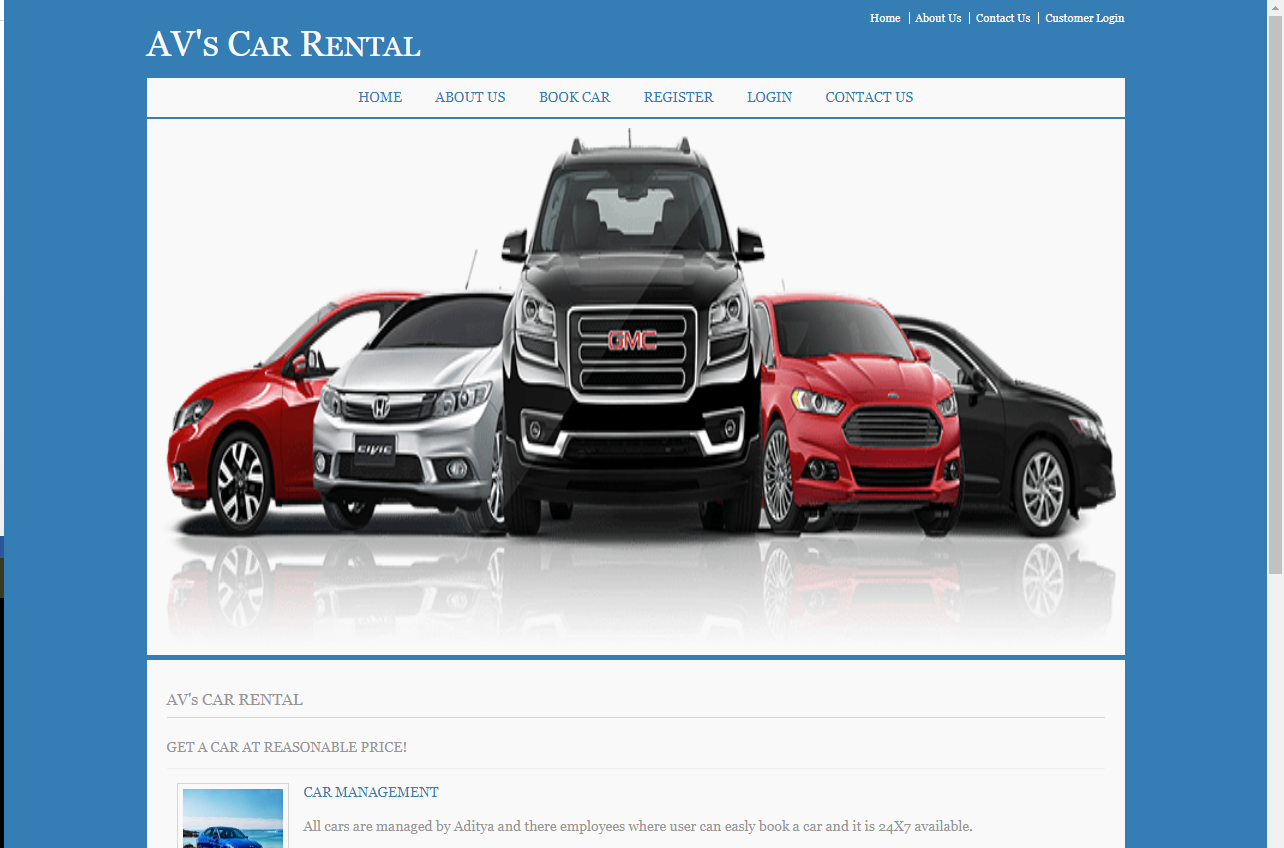 Home About Us Contact Us Customer Login
AV's Car Rental
HOME ABOUT US BOOK CAR REGISTER LOGIN CONTACT US
GMC
CIVIC
AV's CAR RENTAL
GET A CAR AT REASONABLE PRICE!
CAR MANAGEMENT
All cars are managed by Aditya and there employees where user can easly book a car and it is 24X7 available.